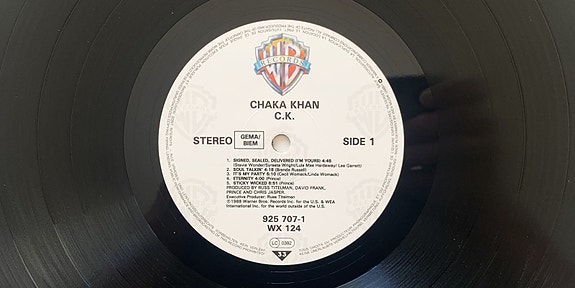 WB
RECORDS
CHAKA KHAN
C.K.
STEREO GEMA/BIEM SIDE 1
1. SIGNED, SEALED, DELIVERED (I'M YOURS) 4:45
(Stevie Wonder/Syreeta Wright/Lula Mae Hardaway/ Lee Garrett)
2. SOUL TALKIN' 4:18 (Brenda Russell)
3. IT'S MY PARTY 5:10 (Cecil Womack/Linda Womack)
4. ETERNITY 4:00 (Prince)
5. STICKY WICKED 6:51 (Prince)
PRODUCED BY RUSS TITELMAN, DAVID FRANK,
PRINCE AND CHRIS JASPER.
Executive Producer: Russ Titelman
℗1988 Warner Bros. Records Inc. for the U.S. & WEA
International Inc. for the world outside of the U.S.
925 707-1
WX 124
LC 0392
33